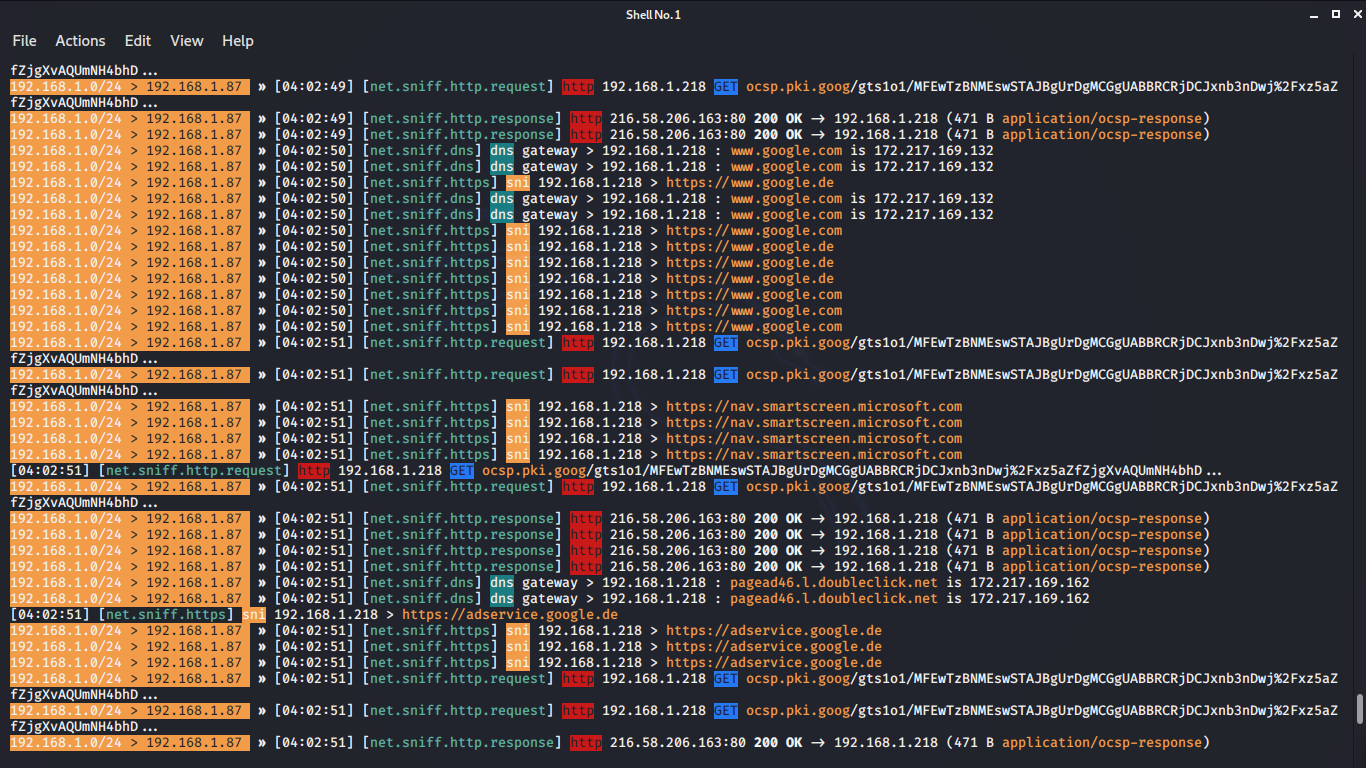 Shell No. 1
File Actions Edit View Help
fZjgXvAQUmNH4bhD ...
192.168.1.0/24 > 192.168.1.87 » [04:02:49] [net.sniff.http.request] http 192.168.1.218 GET ocsp.pki.goog/gts1o1/MFEwTzBNMEswSTAJBgUrDgMCGgUABBRCRjDCJxnb3nDwj%2Fxz5aZ
fZjgXvAQUmNH4bhD ...
192.168.1.0/24 > 192.168.1.87 » [04:02:49] [net.sniff.http.response] http 216.58.206.163:80 200 OK → 192.168.1.218 (471 B application/ocsp-response)
192.168.1.0/24 > 192.168.1.87 » [04:02:49] [net.sniff.http.response] http 216.58.206.163:80 200 OK → 192.168.1.218 (471 B application/ocsp-response)
192.168.1.0/24 > 192.168.1.87 » [04:02:50] [net.sniff.dns] dns gateway > 192.168.1.218 : www.google.com is 172.217.169.132
192.168.1.0/24 > 192.168.1.87 » [04:02:50] [net.sniff.dns] dns gateway > 192.168.1.218 : www.google.com is 172.217.169.132
192.168.1.0/24 > 192.168.1.87 » [04:02:50] [net.sniff.https] sni 192.168.1.218 > https://www.google.de
192.168.1.0/24 > 192.168.1.87 » [04:02:50] [net.sniff.dns] dns gateway > 192.168.1.218 : www.google.com is 172.217.169.132
192.168.1.0/24 > 192.168.1.87 » [04:02:50] [net.sniff.dns] dns gateway > 192.168.1.218 : www.google.com is 172.217.169.132
192.168.1.0/24 > 192.168.1.87 » [04:02:50] [net.sniff.https] sni 192.168.1.218 > https://www.google.com
192.168.1.0/24 > 192.168.1.87 » [04:02:50] [net.sniff.https] sni 192.168.1.218 > https://www.google.de
192.168.1.0/24 > 192.168.1.87 » [04:02:50] [net.sniff.https] sni 192.168.1.218 > https://www.google.de
192.168.1.0/24 > 192.168.1.87 » [04:02:50] [net.sniff.https] sni 192.168.1.218 > https://www.google.de
192.168.1.0/24 > 192.168.1.87 » [04:02:50] [net.sniff.https] sni 192.168.1.218 > https://www.google.com
192.168.1.0/24 > 192.168.1.87 » [04:02:50] [net.sniff.https] sni 192.168.1.218 > https://www.google.com
192.168.1.0/24 > 192.168.1.87 » [04:02:50] [net.sniff.https] sni 192.168.1.218 > https://www.google.com
192.168.1.0/24 > 192.168.1.87 » [04:02:51] [net.sniff.http.request] http 192.168.1.218 GET ocsp.pki.goog/gts1o1/MFEwTzBNMEswSTAJBgUrDgMCGgUABBRCRjDCJxnb3nDwj%2Fxz5aZ
fZjgXvAQUmNH4bhD ...
192.168.1.0/24 > 192.168.1.87 » [04:02:51] [net.sniff.http.request] http 192.168.1.218 GET ocsp.pki.goog/gts1o1/MFEwTzBNMEswSTAJBgUrDgMCGgUABBRCRjDCJxnb3nDwj%2Fxz5aZ
fZjgXvAQUmNH4bhD ...
192.168.1.0/24 > 192.168.1.87 » [04:02:51] [net.sniff.https] sni 192.168.1.218 > https://nav.smartscreen.microsoft.com
192.168.1.0/24 > 192.168.1.87 » [04:02:51] [net.sniff.https] sni 192.168.1.218 > https://nav.smartscreen.microsoft.com
192.168.1.0/24 > 192.168.1.87 » [04:02:51] [net.sniff.https] sni 192.168.1.218 > https://nav.smartscreen.microsoft.com
192.168.1.0/24 > 192.168.1.87 » [04:02:51] [net.sniff.https] sni 192.168.1.218 > https://nav.smartscreen.microsoft.com
[04:02:51] [net.sniff.http.request] http 192.168.1.218 GET ocsp.pki.goog/gts1o1/MFEwTzBNMEswSTAJBgUrDgMCGgUABBRCRjDCJxnb3nDwj%2Fxz5aZfZjgXvAQUmNH4bhD ...
192.168.1.0/24 > 192.168.1.87 » [04:02:51] [net.sniff.http.request] http 192.168.1.218 GET ocsp.pki.goog/gts1o1/MFEwTzBNMEswSTAJBgUrDgMCGgUABBRCRjDCJxnb3nDwj%2Fxz5aZ
fZjgXvAQUmNH4bhD ...
192.168.1.0/24 > 192.168.1.87 » [04:02:51] [net.sniff.http.response] http 216.58.206.163:80 200 OK → 192.168.1.218 (471 B application/ocsp-response)
192.168.1.0/24 > 192.168.1.87 » [04:02:51] [net.sniff.http.response] http 216.58.206.163:80 200 OK → 192.168.1.218 (471 B application/ocsp-response)
192.168.1.0/24 > 192.168.1.87 » [04:02:51] [net.sniff.http.response] http 216.58.206.163:80 200 OK → 192.168.1.218 (471 B application/ocsp-response)
192.168.1.0/24 > 192.168.1.87 » [04:02:51] [net.sniff.http.response] http 216.58.206.163:80 200 OK → 192.168.1.218 (471 B application/ocsp-response)
192.168.1.0/24 > 192.168.1.87 » [04:02:51] [net.sniff.dns] dns gateway > 192.168.1.218 : pagead46.l.doubleclick.net is 172.217.169.162
192.168.1.0/24 > 192.168.1.87 » [04:02:51] [net.sniff.dns] dns gateway > 192.168.1.218 : pagead46.l.doubleclick.net is 172.217.169.162
[04:02:51] [net.sniff.https] sni 192.168.1.218 > https://adservice.google.de
192.168.1.0/24 > 192.168.1.87 » [04:02:51] [net.sniff.https] sni 192.168.1.218 > https://adservice.google.de
192.168.1.0/24 > 192.168.1.87 » [04:02:51] [net.sniff.https] sni 192.168.1.218 > https://adservice.google.de
192.168.1.0/24 > 192.168.1.87 » [04:02:51] [net.sniff.https] sni 192.168.1.218 > https://adservice.google.de
192.168.1.0/24 > 192.168.1.87 » [04:02:51] [net.sniff.http.request] http 192.168.1.218 GET ocsp.pki.goog/gts1o1/MFEwTzBNMEswSTAJBgUrDgMCGgUABBRCRjDCJxnb3nDwj%2Fxz5aZ
fZjgXvAQUmNH4bhD ...
192.168.1.0/24 > 192.168.1.87 » [04:02:51] [net.sniff.http.request] http 192.168.1.218 GET ocsp.pki.goog/gts1o1/MFEwTzBNMEswSTAJBgUrDgMCGgUABBRCRjDCJxnb3nDwj%2Fxz5aZ
fZjgXvAQUmNH4bhD ...
192.168.1.0/24 > 192.168.1.87 » [04:02:51] [net.sniff.http.response] http 216.58.206.163:80 200 OK → 192.168.1.218 (471 B application/ocsp-response)